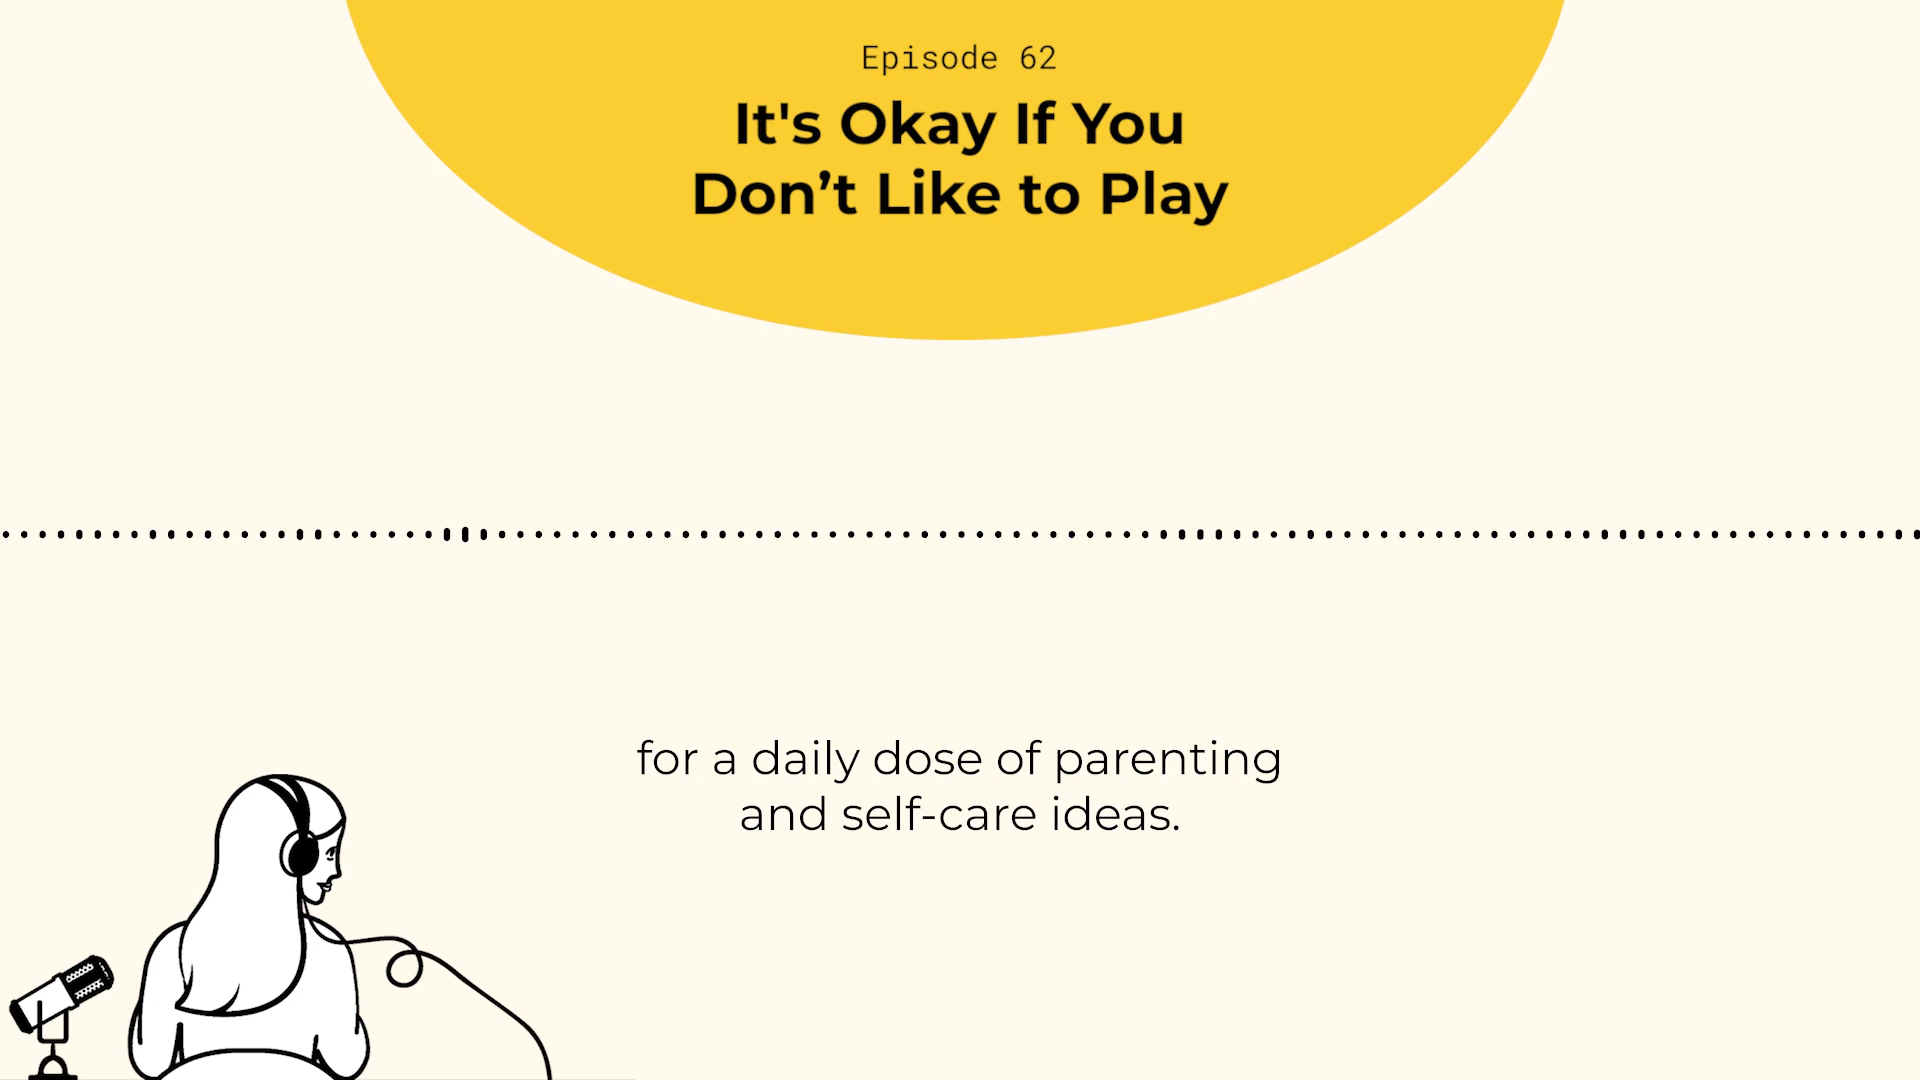 Episode 62
It's Okay If You
Don’t Like to Play
for a daily dose of parenting
and self-care ideas.